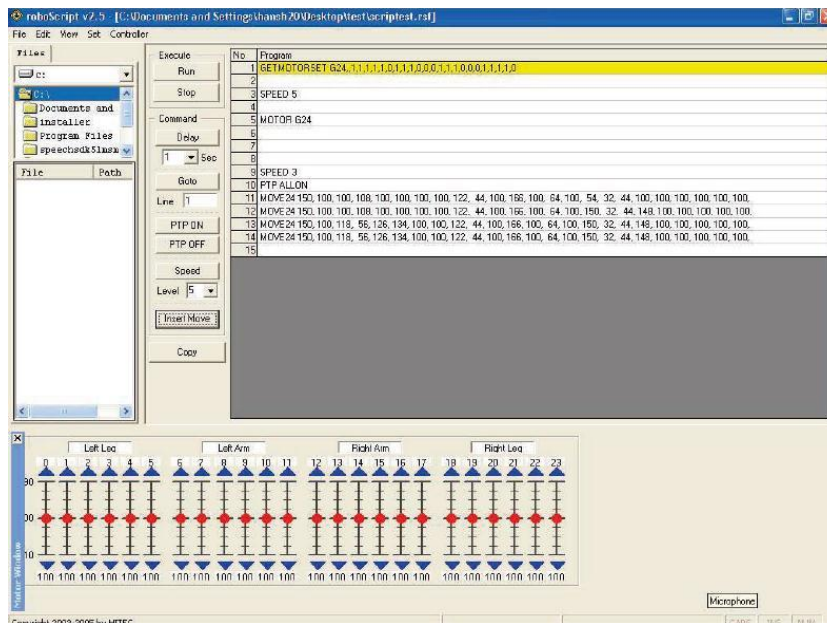 roboScript v2.5 - [C:\Documents and Settings\hansh20\Desktop\test\scriptest.rsf]
File Edit View Set Controller
Files
c:
C:\
Documents and
installer
Program Files
speechsdk51msm
File Path
Execute
Run
Stop
Command
Delay
1 Sec
Goto
Line 1
PTP ON
PTP OFF
Speed
Level 5
Insert Move
Copy
No Program
1 GETMOTORSET G24,,1,1,1,1,1,0,1,1,1,0,0,0,1,1,1,0,0,0,1,1,1,1,0
2
3 SPEED 5
4
5 MOTOR G24
6
7
8
9 SPEED 3
10 PTP ALLON
11 MOVE24 150, 100, 100, 108, 100, 100, 100, 100, 122, 44, 100, 166, 100, 64, 100, 54, 32, 44, 100, 100, 100, 100, 100, 100,
12 MOVE24 150, 100, 100, 108, 100, 100, 100, 100, 122, 44, 100, 166, 100, 64, 100, 150, 32, 44, 148, 100, 100, 100, 100, 100,
13 MOVE24 150, 100, 118, 56, 126, 134, 100, 100, 122, 44, 100, 166, 100, 64, 100, 150, 32, 44, 148, 100, 100, 100, 100, 100,
14 MOVE24 150, 100, 118, 56, 126, 134, 100, 100, 122, 44, 100, 166, 100, 64, 100, 150, 32, 44, 148, 100, 100, 100, 100, 100,
15
Motor Window
Left Leg Left Arm Right Arm Right Leg
0 1 2 3 4 5 6 7 8 9 10 11 12 13 14 15 16 17 18 19 20 21 22 23
100 100 100 100 100 100 100 100 100 100 100 100 100 100 100 100 100 100 100 100 100 100 100 100
Microphone